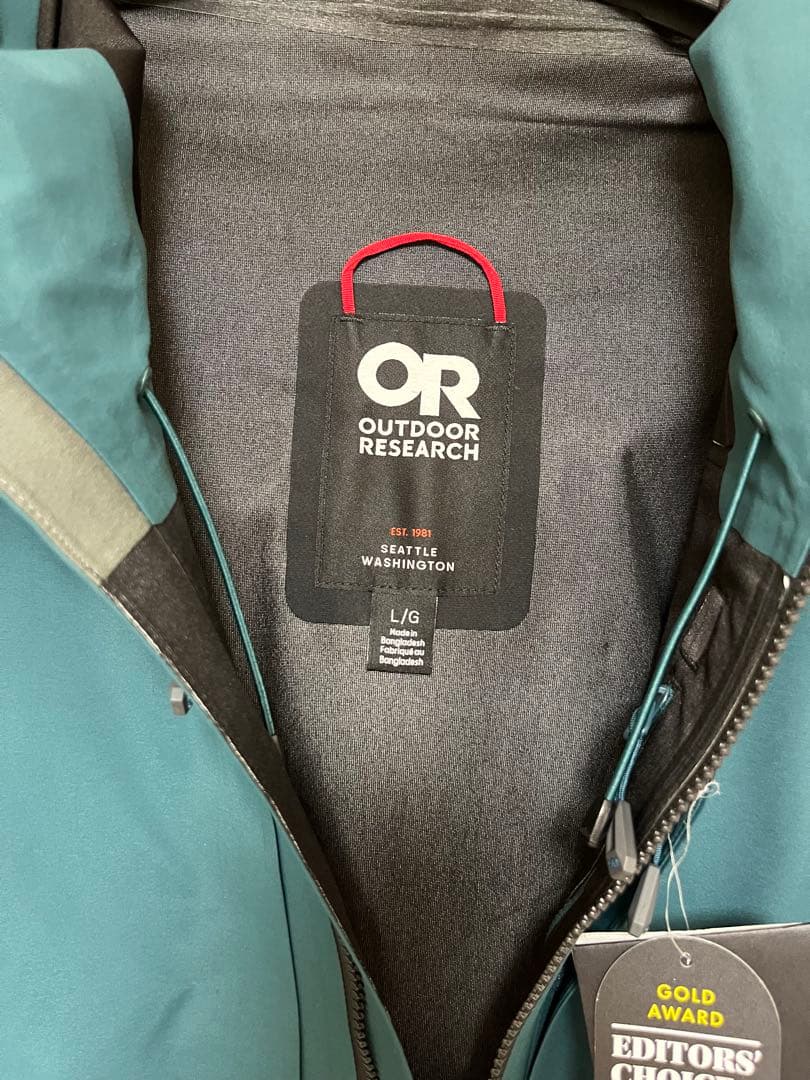 OR
OUTDOOR
RESEARCH
EST. 1981
SEATTLE
WASHINGTON
L/G
Made in
Bangladesh
Fabriqué au
Bangladesh
GOLD
AWARD
EDITORS'